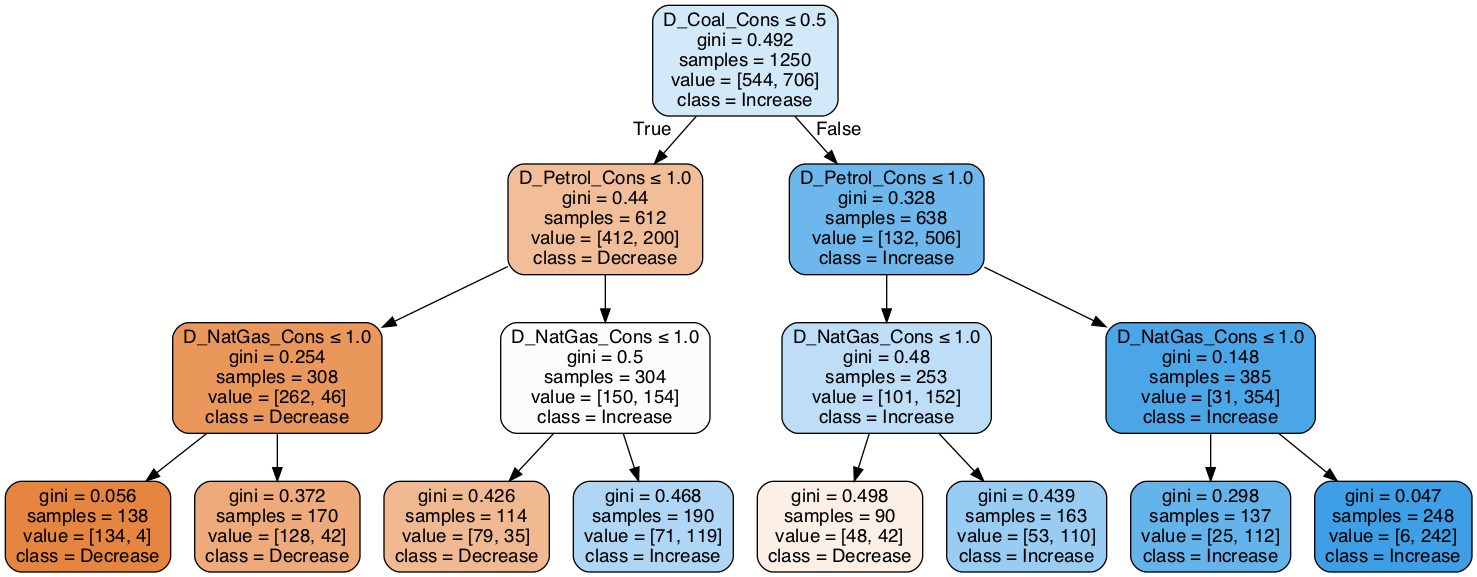 D_Coal_Cons ≤ 0.5
gini = 0.492
samples = 1250
value = [544, 706]
class = Increase
True
False
D_Petrol_Cons ≤ 1.0
gini = 0.44
samples = 612
value = [412, 200]
class = Decrease
D_Petrol_Cons ≤ 1.0
gini = 0.328
samples = 638
value = [132, 506]
class = Increase
D_NatGas_Cons ≤ 1.0
gini = 0.254
samples = 308
value = [262, 46]
class = Decrease
D_NatGas_Cons ≤ 1.0
gini = 0.5
samples = 304
value = [150, 154]
class = Increase
D_NatGas_Cons ≤ 1.0
gini = 0.48
samples = 253
value = [101, 152]
class = Increase
D_NatGas_Cons ≤ 1.0
gini = 0.148
samples = 385
value = [31, 354]
class = Increase
gini = 0.056
samples = 138
value = [134, 4]
class = Decrease
gini = 0.372
samples = 170
value = [128, 42]
class = Decrease
gini = 0.426
samples = 114
value = [79, 35]
class = Decrease
gini = 0.468
samples = 190
value = [71, 119]
class = Increase
gini = 0.498
samples = 90
value = [48, 42]
class = Decrease
gini = 0.439
samples = 163
value = [53, 110]
class = Increase
gini = 0.298
samples = 137
value = [25, 112]
class = Increase
gini = 0.047
samples = 248
value = [6, 242]
class = Increase